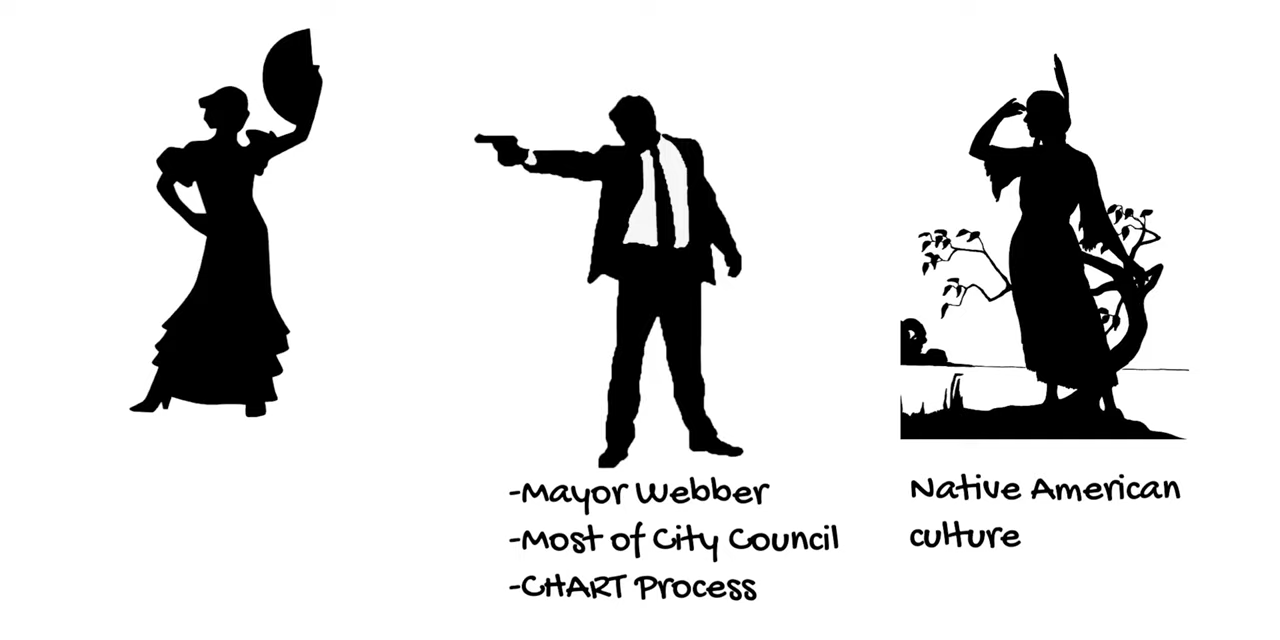 -Mayor Webber
-Most of City Council
-CHART Process
Native American
culture